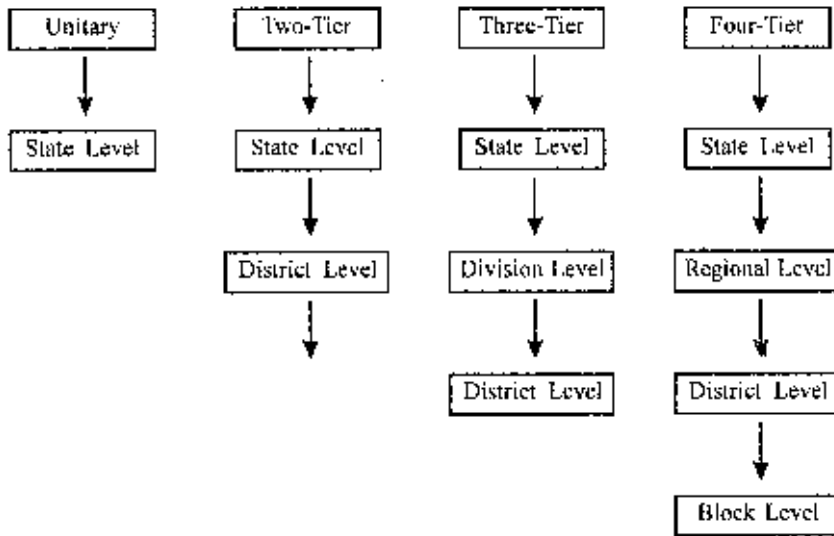 Unitary
Two-Tier
Three-Tier
Four-Tier
State Level
State Level
State Level
State Level
District Level
Division Level
Regional Level
District Level
District Level
Block Level